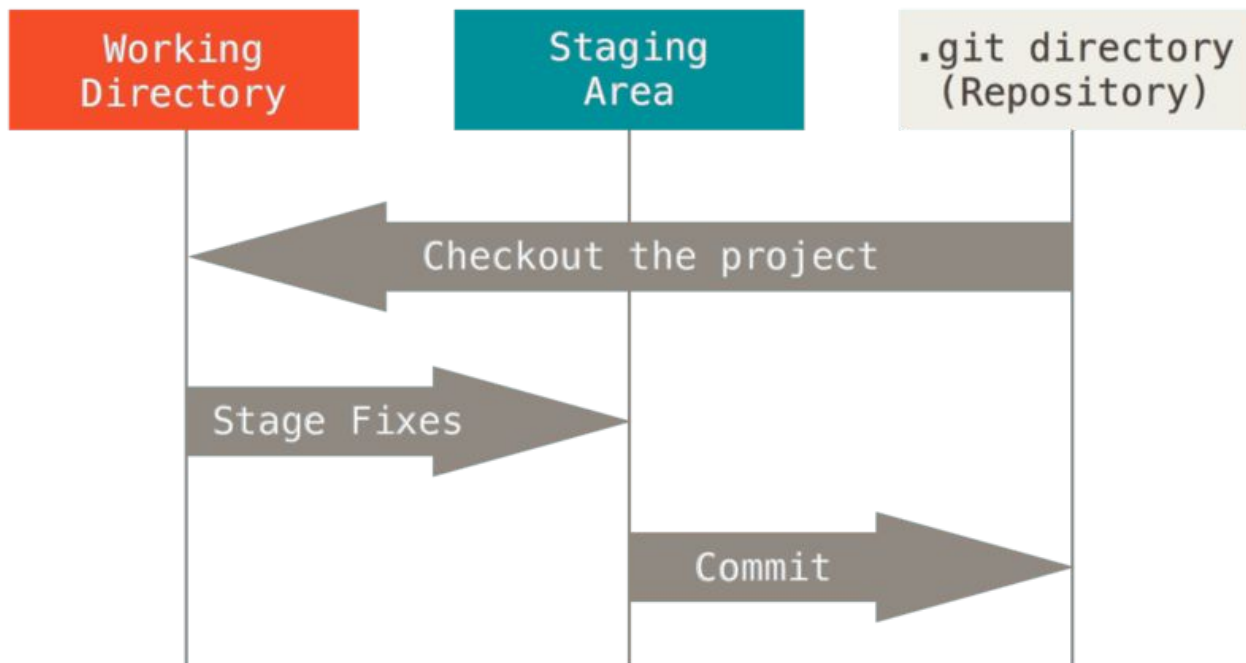 Working
Directory
Staging
Area
.git directory
(Repository)
Checkout the project
Stage Fixes
Commit